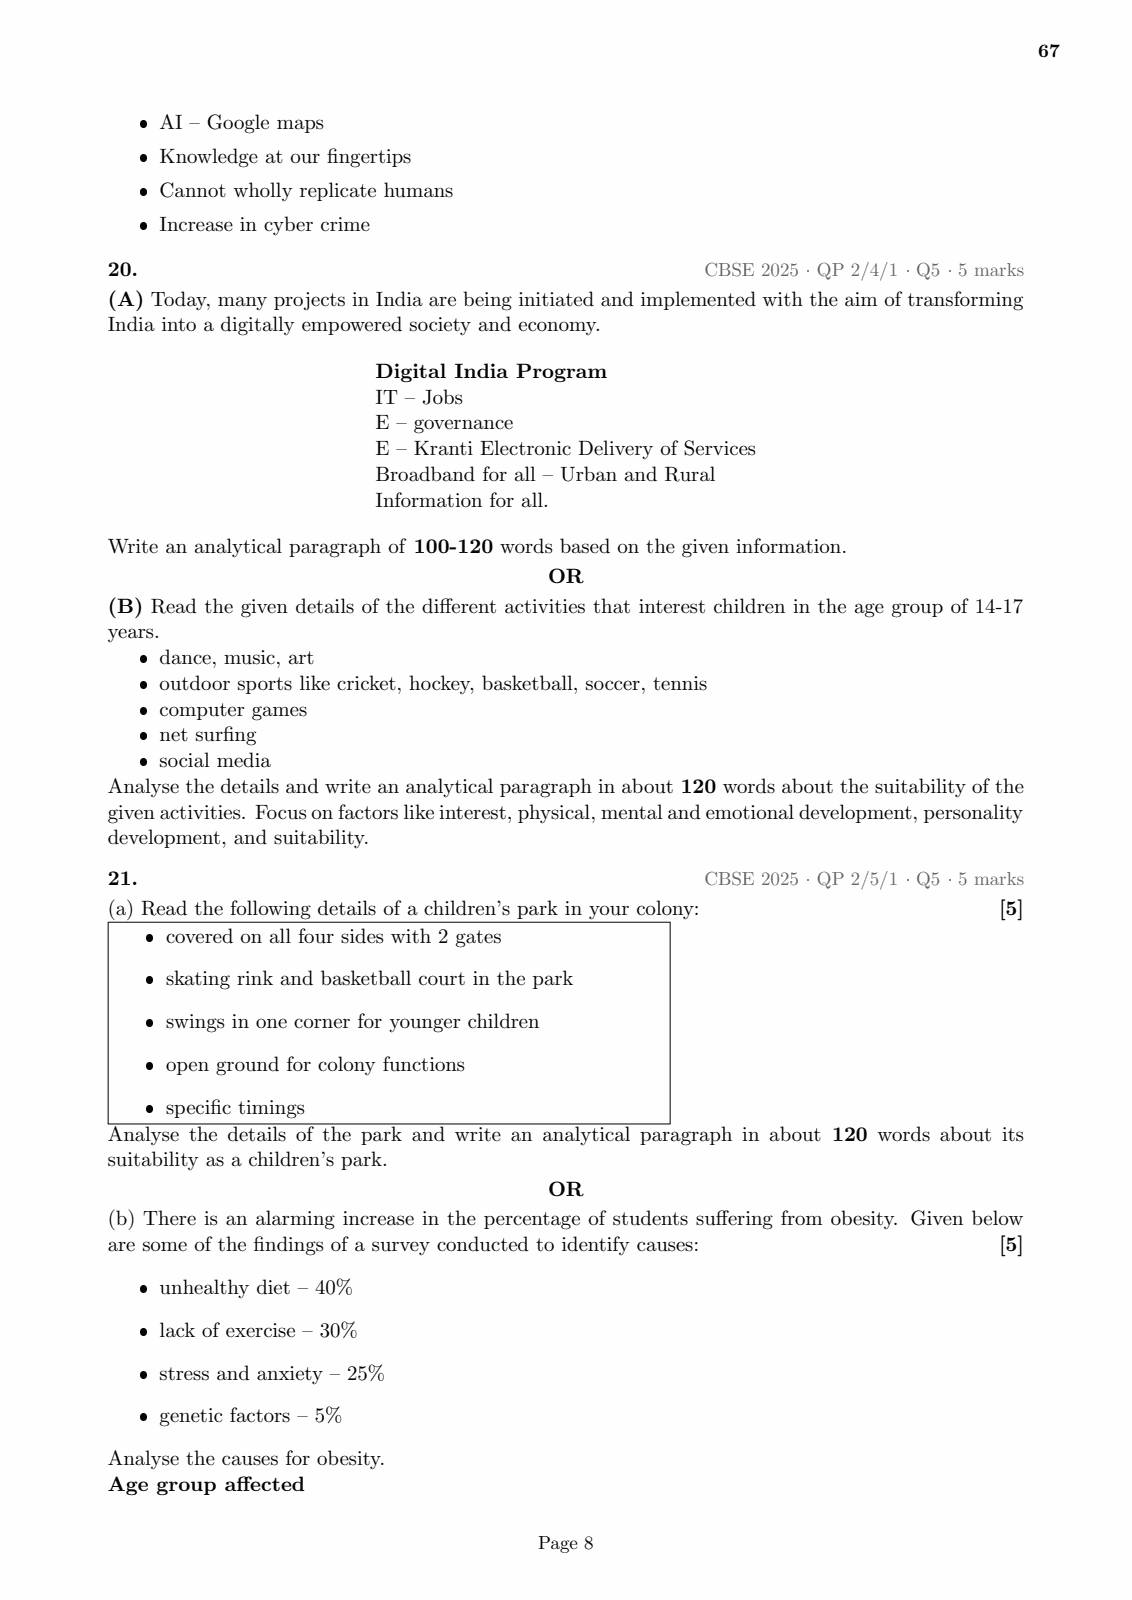 67
• AI – Google maps
• Knowledge at our fingertips
• Cannot wholly replicate humans
• Increase in cyber crime
20. CBSE 2025 · QP 2/4/1 · Q5 · 5 marks
(A) Today, many projects in India are being initiated and implemented with the aim of transforming
India into a digitally empowered society and economy.
Digital India Program
IT – Jobs
E – governance
E – Kranti Electronic Delivery of Services
Broadband for all – Urban and Rural
Information for all.
Write an analytical paragraph of 100-120 words based on the given information.
OR
(B) Read the given details of the different activities that interest children in the age group of 14-17
years.
• dance, music, art
• outdoor sports like cricket, hockey, basketball, soccer, tennis
• computer games
• net surfing
• social media
Analyse the details and write an analytical paragraph in about 120 words about the suitability of the
given activities. Focus on factors like interest, physical, mental and emotional development, personality
development, and suitability.
21. CBSE 2025 · QP 2/5/1 · Q5 · 5 marks
(a) Read the following details of a children's park in your colony: [5]
• covered on all four sides with 2 gates
• skating rink and basketball court in the park
• swings in one corner for younger children
• open ground for colony functions
• specific timings
Analyse the details of the park and write an analytical paragraph in about 120 words about its
suitability as a children's park.
OR
(b) There is an alarming increase in the percentage of students suffering from obesity. Given below
are some of the findings of a survey conducted to identify causes: [5]
• unhealthy diet – 40%
• lack of exercise – 30%
• stress and anxiety – 25%
• genetic factors – 5%
Analyse the causes for obesity.
Age group affected
Page 8